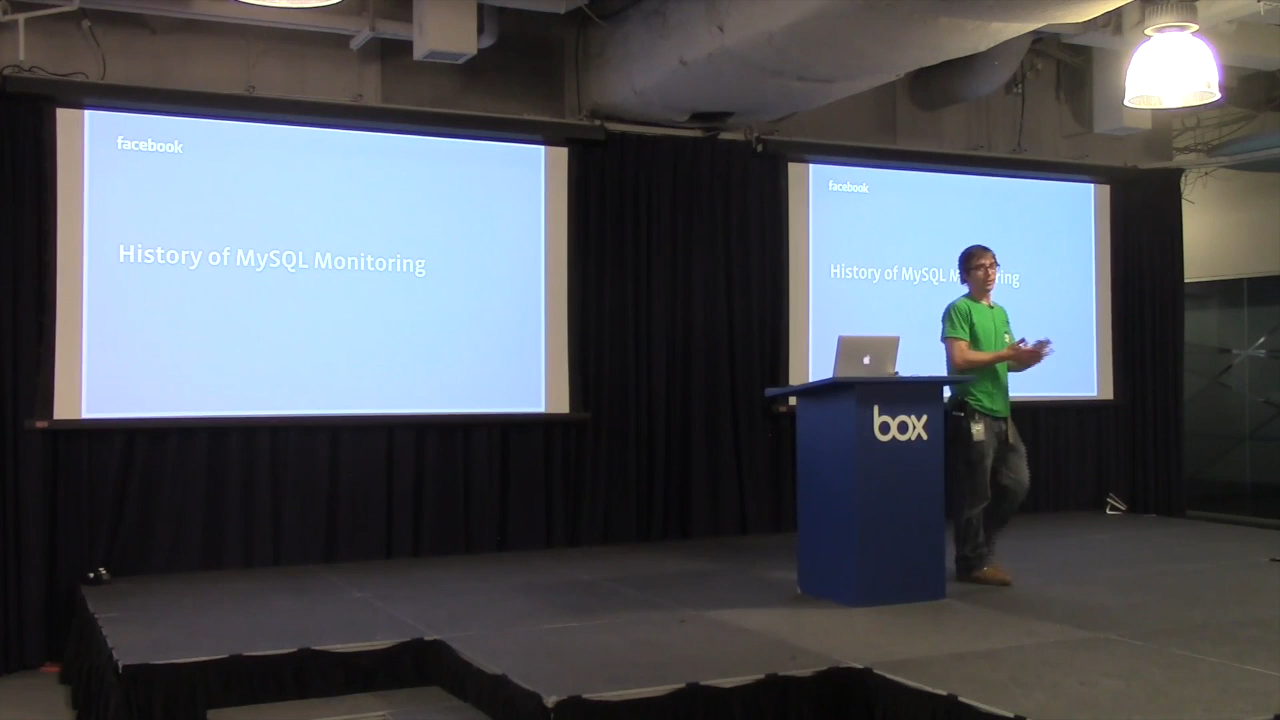 facebook
History of MySQL Monitoring
facebook
History of MySQL ring
box